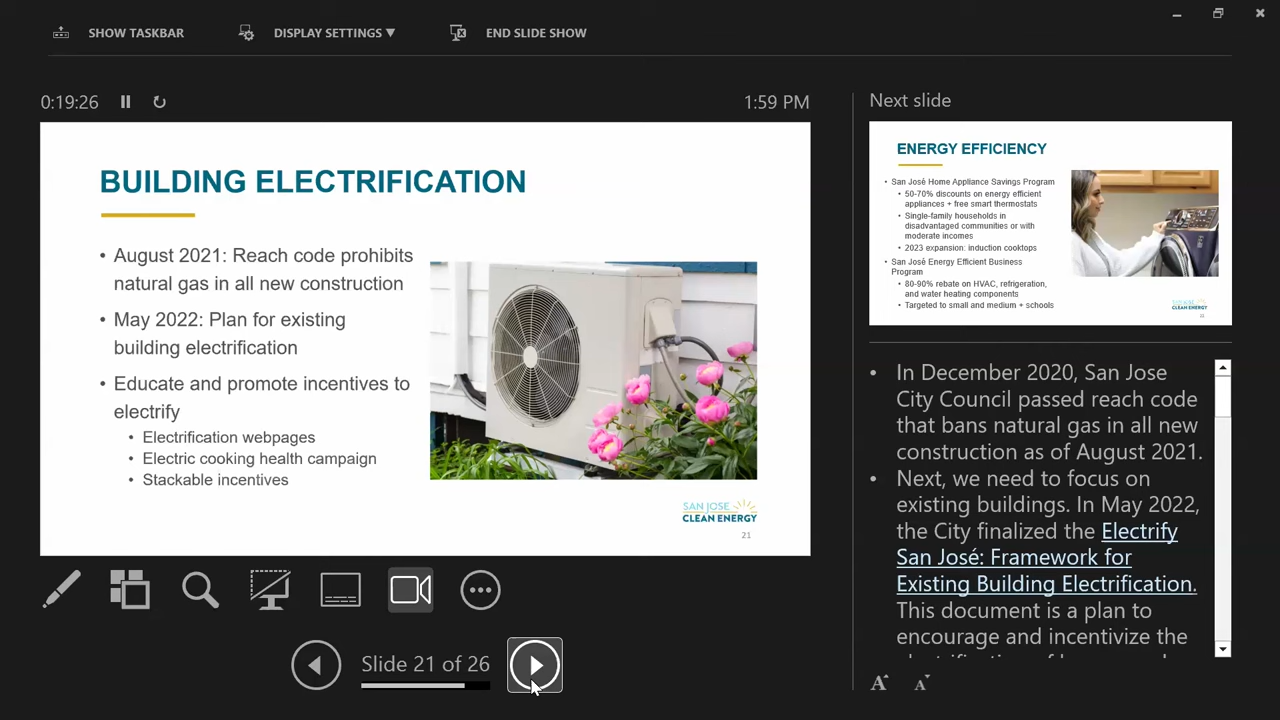 SHOW TASKBAR
DISPLAY SETTINGS ▼
END SLIDE SHOW
0:19:26
1:59 PM
BUILDING ELECTRIFICATION
• August 2021: Reach code prohibits
natural gas in all new construction
• May 2022: Plan for existing
building electrification
• Educate and promote incentives to
electrify
• Electrification webpages
• Electric cooking health campaign
• Stackable incentives
SAN JOSE
CLEAN ENERGY
21
Slide 21 of 26
Next slide
ENERGY EFFICIENCY
• San José Home Appliance Savings Program
• 50-70% discounts on energy efficient
appliances + free smart thermostats
• Single-family households in
disadvantaged communities or with
moderate incomes
• 2023 expansion: induction cooktops
• San José Energy Efficient Business
Program
• 80-90% rebate on HVAC, refrigeration,
and water heating components
• Targeted to small and medium + schools
SAN JOSE
CLEAN ENERGY
• In December 2020, San Jose
City Council passed reach code
that bans natural gas in all new
construction as of August 2021.
• Next, we need to focus on
existing buildings. In May 2022,
the City finalized the Electrify
San José: Framework for
Existing Building Electrification.
This document is a plan to
encourage and incentivize the
A A